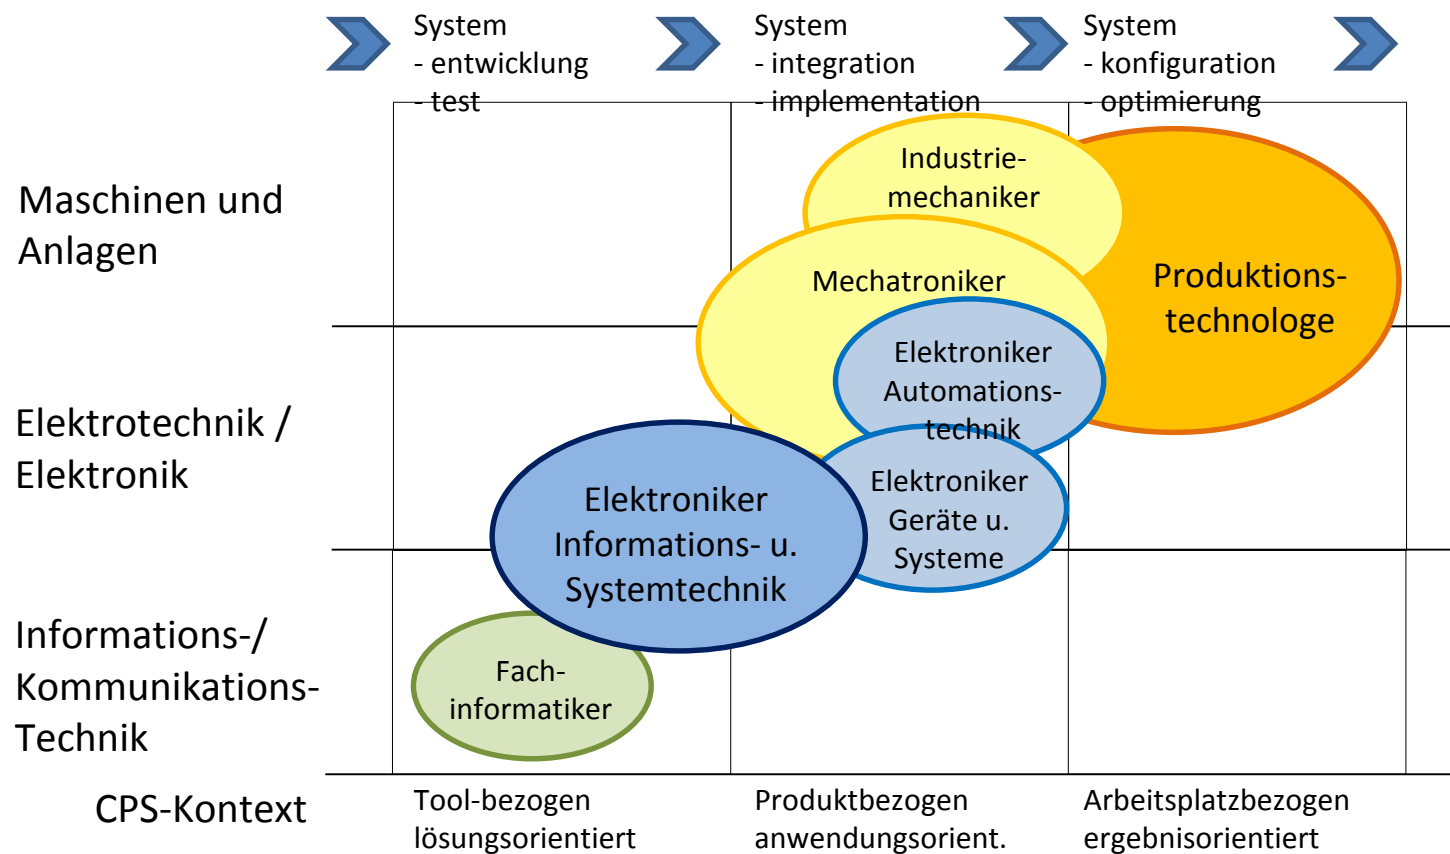 System
- entwicklung
- test
System
- integration
- implementation
System
- konfiguration
- optimierung
Maschinen und
Anlagen
Industrie-
mechaniker
Mechatroniker
Produktions-
technologe
Elektrotechnik /
Elektronik
Elektroniker
Automations-
technik
Elektroniker
Geräte u.
Systeme
Elektroniker
Informations- u.
Systemtechnik
Informations-/
Kommunikations-
Technik
Fach-
informatiker
CPS-Kontext
Tool-bezogen
lösungsorientiert
Produktbezogen
anwendungsorient.
Arbeitsplatzbezogen
ergebnisorientiert